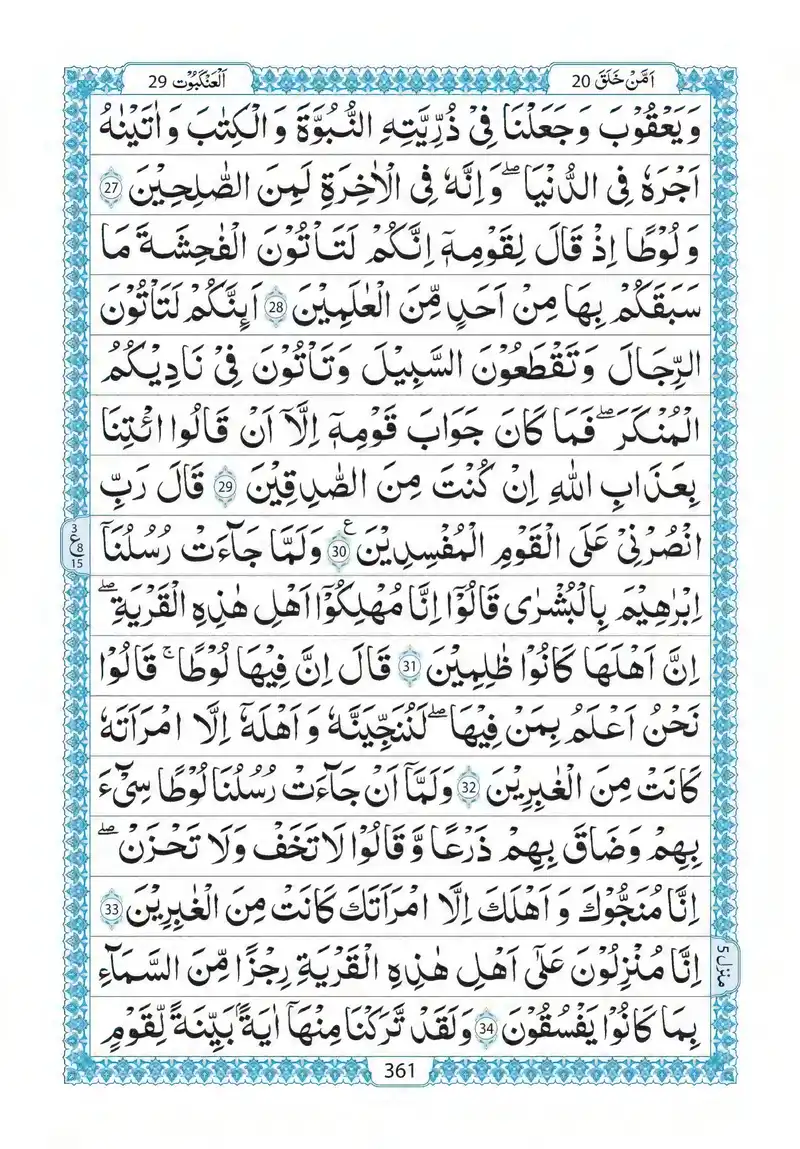 اَمَّنْ خَلَقَ 20
اَلْعَنْكَبُوْت 29
وَ يَعْقُوْبَ وَ جَعَلْنَا فِيْ ذُرِّيَّتِهِ النُّبُوَّةَ وَ الْكِتٰبَ وَ اٰتَيْنٰهُ
اَجْرَهٗ فِي الدُّنْيَا ۖ وَ اِنَّهٗ فِي الْاٰخِرَةِ لَمِنَ الصّٰلِحِيْنَ 27
وَ لُوْطًا اِذْ قَالَ لِقَوْمِهٖۤ اِنَّكُمْ لَتَاْتُوْنَ الْفَاحِشَةَ مَا
سَبَقَكُمْ بِهَا مِنْ اَحَدٍ مِّنَ الْعٰلَمِيْنَ 28 اَىِٕنَّكُمْ لَتَاْتُوْنَ
الرِّجَالَ وَ تَقْطَعُوْنَ السَّبِيْلَ وَ تَاْتُوْنَ فِيْ نَادِيْكُمُ
الْمُنْكَرَ ۖ فَمَا كَانَ جَوَابَ قَوْمِهٖۤ اِلَّاۤ اَنْ قَالُوا ائْتِنَا
بِعَذَابِ اللّٰهِ اِنْ كُنْتَ مِنَ الصّٰدِقِيْنَ 29 قَالَ رَبِّ
انْصُرْنِيْ عَلَى الْقَوْمِ الْمُفْسِدِيْنَ 30 ع وَ لَمَّا جَآءَتْ رُسُلُنَاۤ
3 ع 8 15
اِبْرٰهِيْمَ بِالْبُشْرٰى قَالُوْۤا اِنَّا مُهْلِكُوْۤا اَهْلِ هٰذِهِ الْقَرْيَةِ ۖ
اِنَّ اَهْلَهَا كَانُوْا ظٰلِمِيْنَ 31 قَالَ اِنَّ فِيْهَا لُوْطًا ۚ قَالُوْا
نَحْنُ اَعْلَمُ بِمَنْ فِيْهَا ۖ لَنُنَجِّيَنَّهٗ وَ اَهْلَهٗۤ اِلَّا امْرَاَتَهٗ
كَانَتْ مِنَ الْغٰبِرِيْنَ 32 وَ لَمَّاۤ اَنْ جَآءَتْ رُسُلُنَا لُوْطًا سِيْٓءَ
بِهِمْ وَ ضَاقَ بِهِمْ ذَرْعًا وَّ قَالُوْا لَا تَخَفْ وَ لَا تَحْزَنْ ۖ
اِنَّا مُنَجُّوْكَ وَ اَهْلَكَ اِلَّا امْرَاَتَكَ كَانَتْ مِنَ الْغٰبِرِيْنَ 33
اِنَّا مُنْزِلُوْنَ عَلٰۤى اَهْلِ هٰذِهِ الْقَرْيَةِ رِجْزًا مِّنَ السَّمَآءِ
منزل 5
بِمَا كَانُوْا يَفْسُقُوْنَ 34 وَ لَقَدْ تَّرَكْنَا مِنْهَاۤ اٰيَةًۢ بَيِّنَةً لِّقَوْمٍ
361